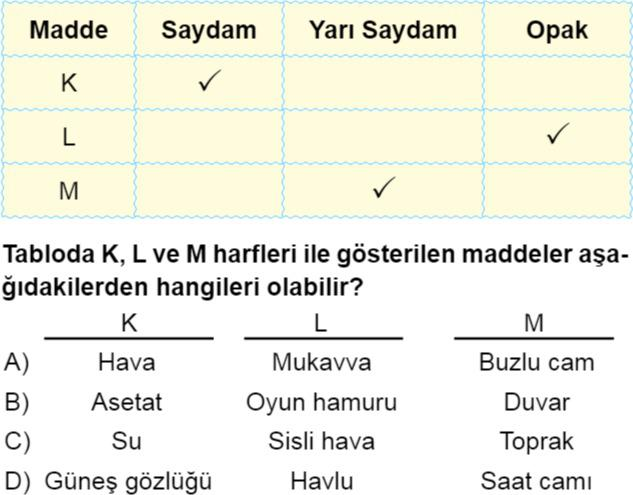 Madde Saydam Yarı Saydam Opak
K ✓
L ✓
M ✓
Tabloda K, L ve M harfleri ile gösterilen maddeler aşa-
ğıdakilerden hangileri olabilir?
K L M
A) Hava Mukavva Buzlu cam
B) Asetat Oyun hamuru Duvar
C) Su Sisli hava Toprak
D) Güneş gözlüğü Havlu Saat camı